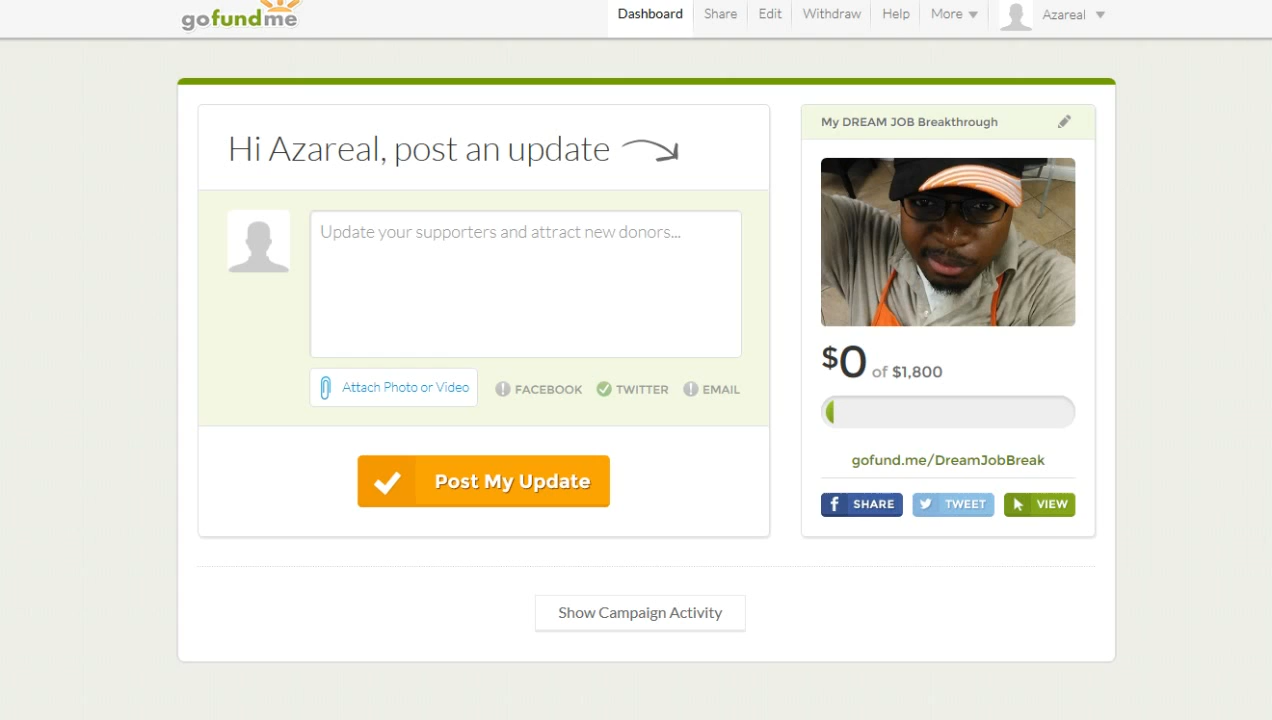 gofundme
Dashboard
Share
Edit
Withdraw
Help
More
Azareal
Hi Azareal, post an update
Update your supporters and attract new donors...
Attach Photo or Video
FACEBOOK
TWITTER
EMAIL
Post My Update
My DREAM JOB Breakthrough
$0 of $1,800
gofund.me/DreamJobBreak
SHARE
TWEET
VIEW
Show Campaign Activity